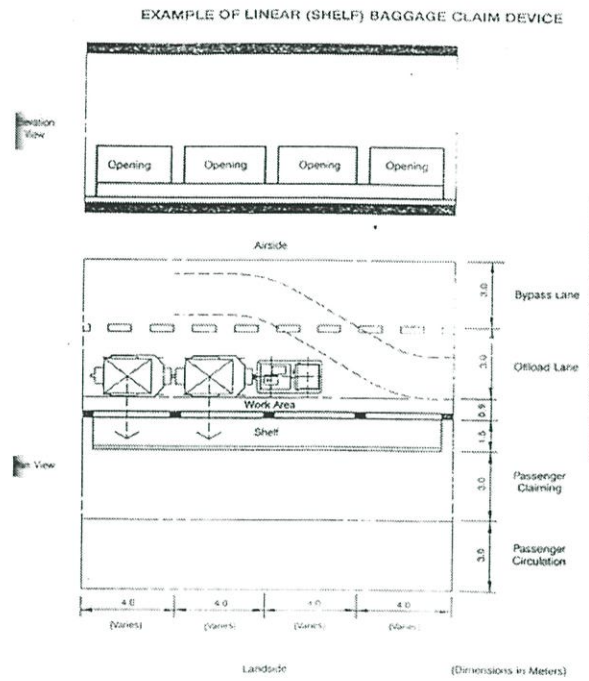 EXAMPLE OF LINEAR (SHELF) BAGGAGE CLAIM DEVICE
View
Opening Opening Opening Opening
Airside
3.0
Bypass Lane
3.0
Offload Lane
Work Area
0.9
Shelf
1.5
View
3.0
Passenger
Claiming
3.0
Passenger
Circulation
4.0 4.0 4.0 4.0
(Varies) (Varies) (Varies) (Varies)
Landside
(Dimensions in Meters)